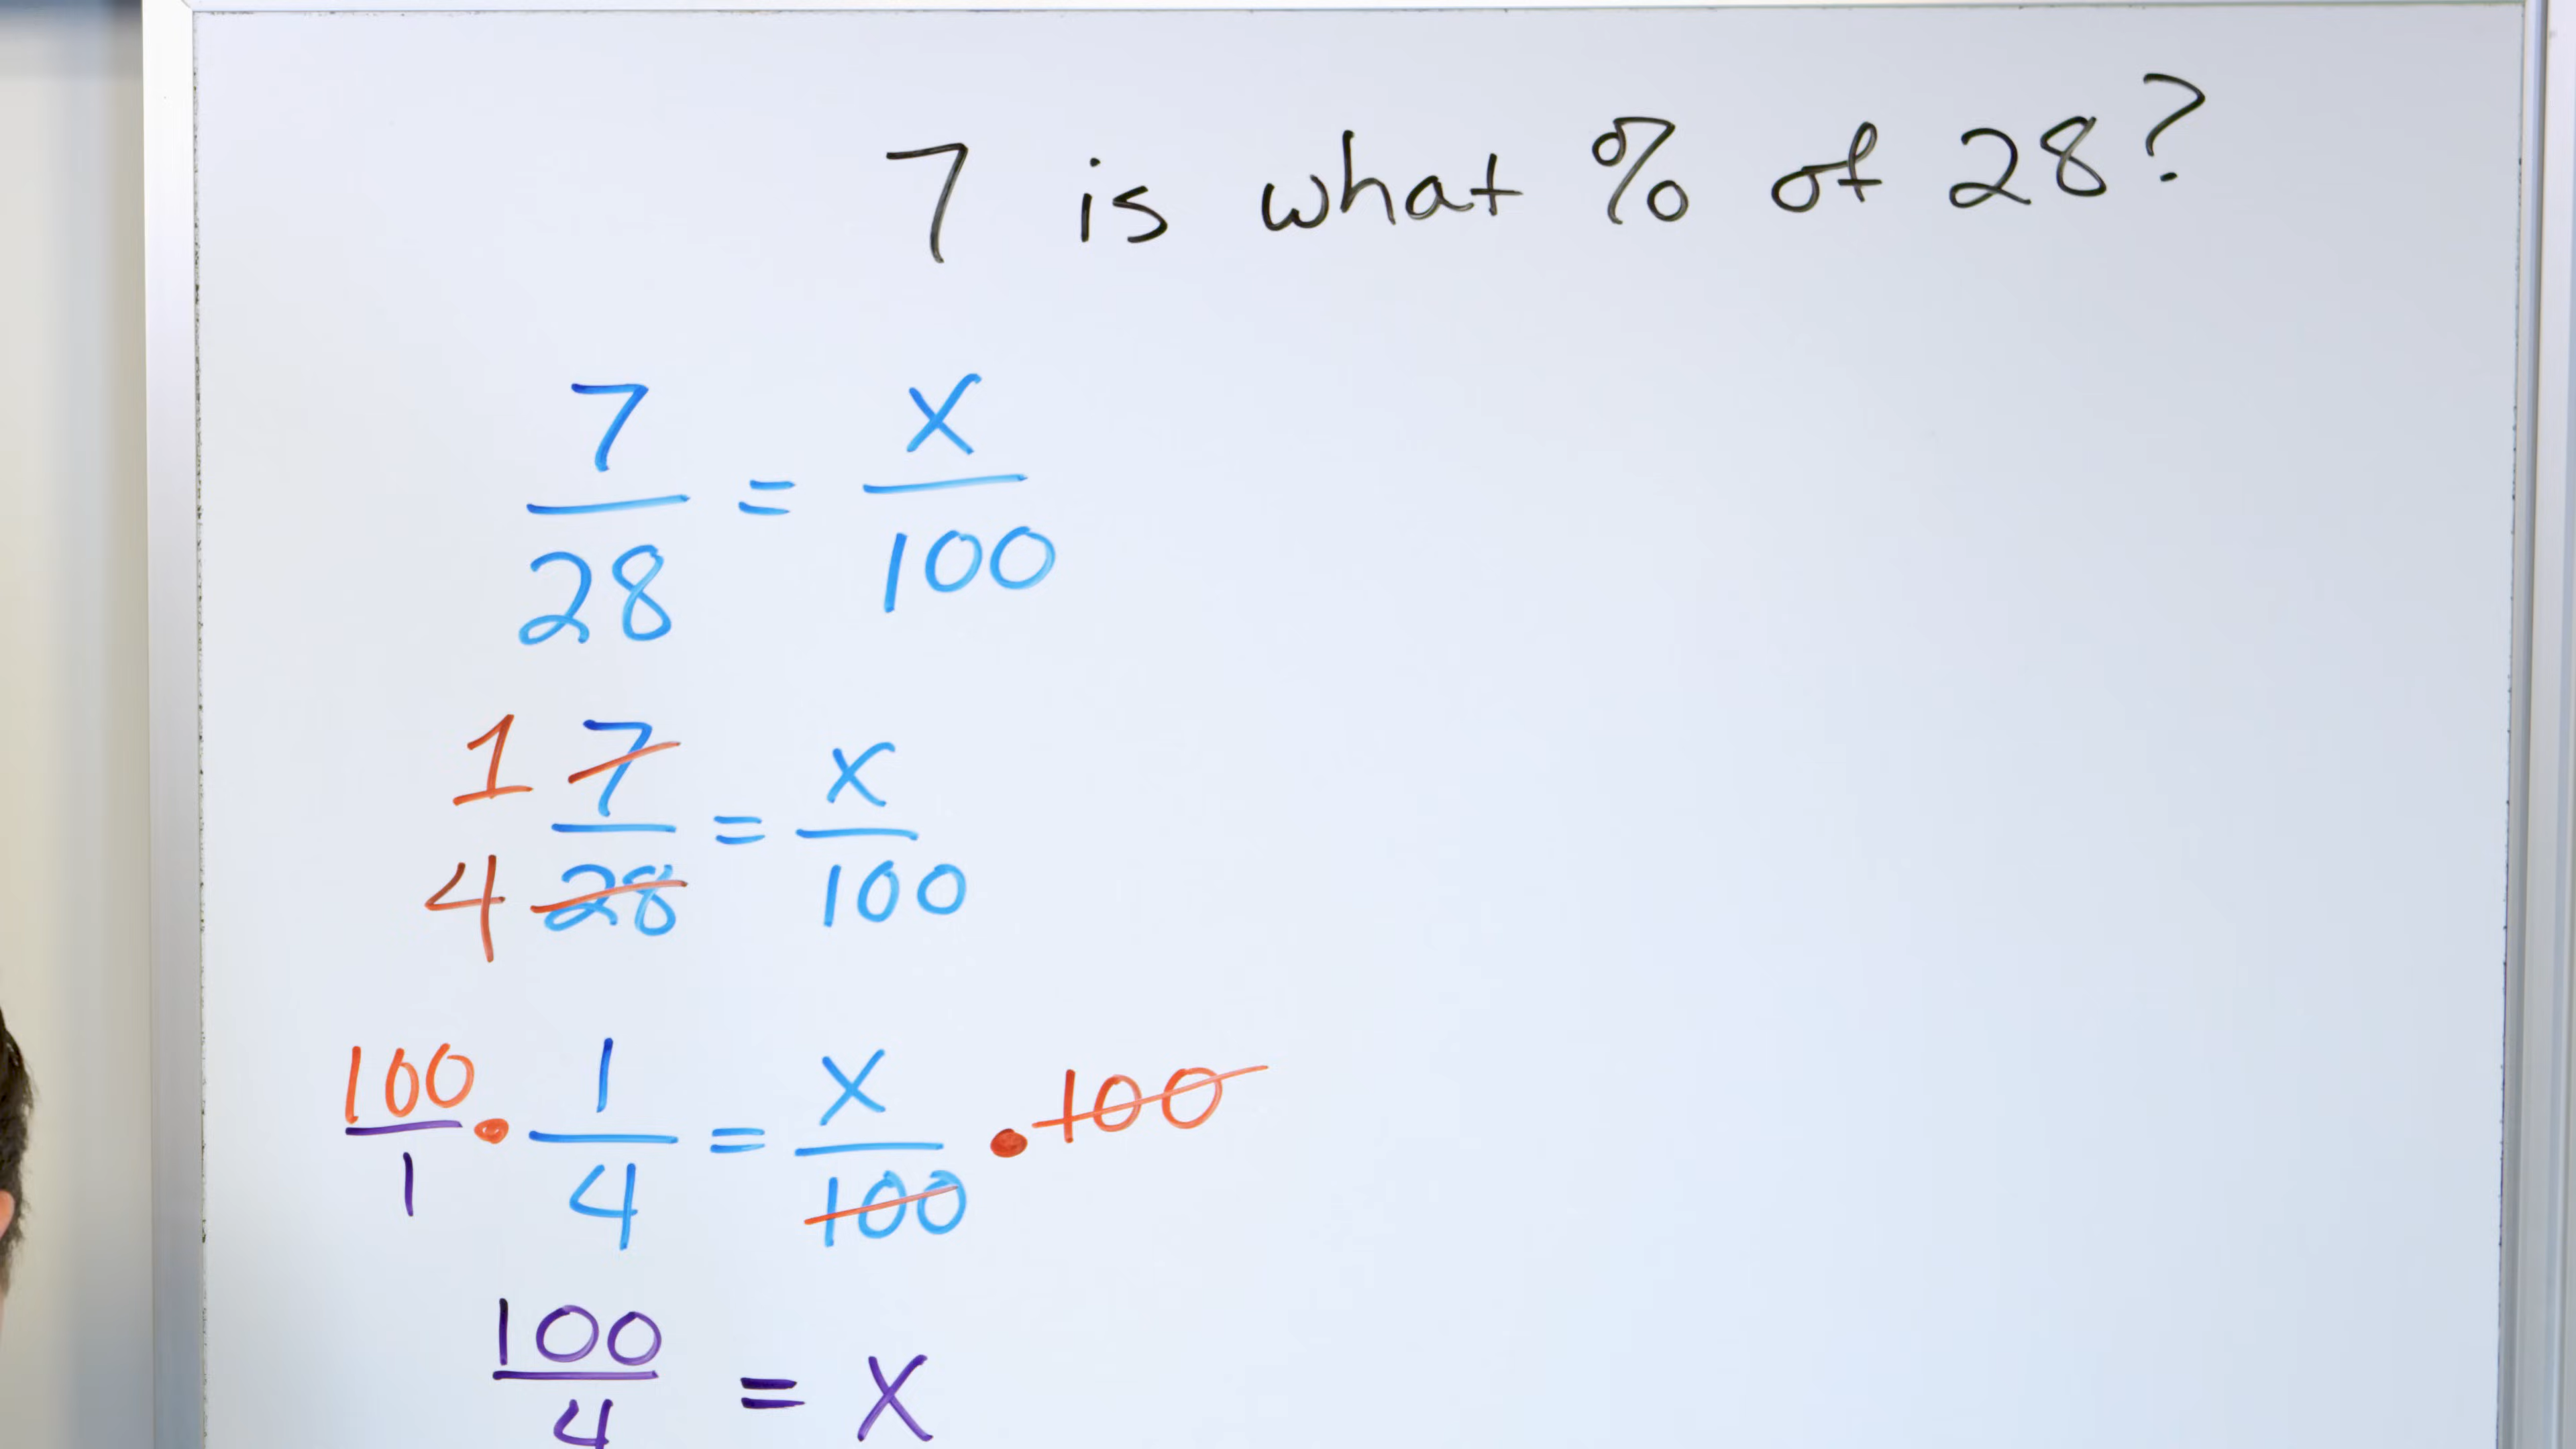 7 is what % of 28?
7/28 = x/100
1 7/4 28 = x/100
100/1 • 1/4 = x/100 • 100
100/4 = x